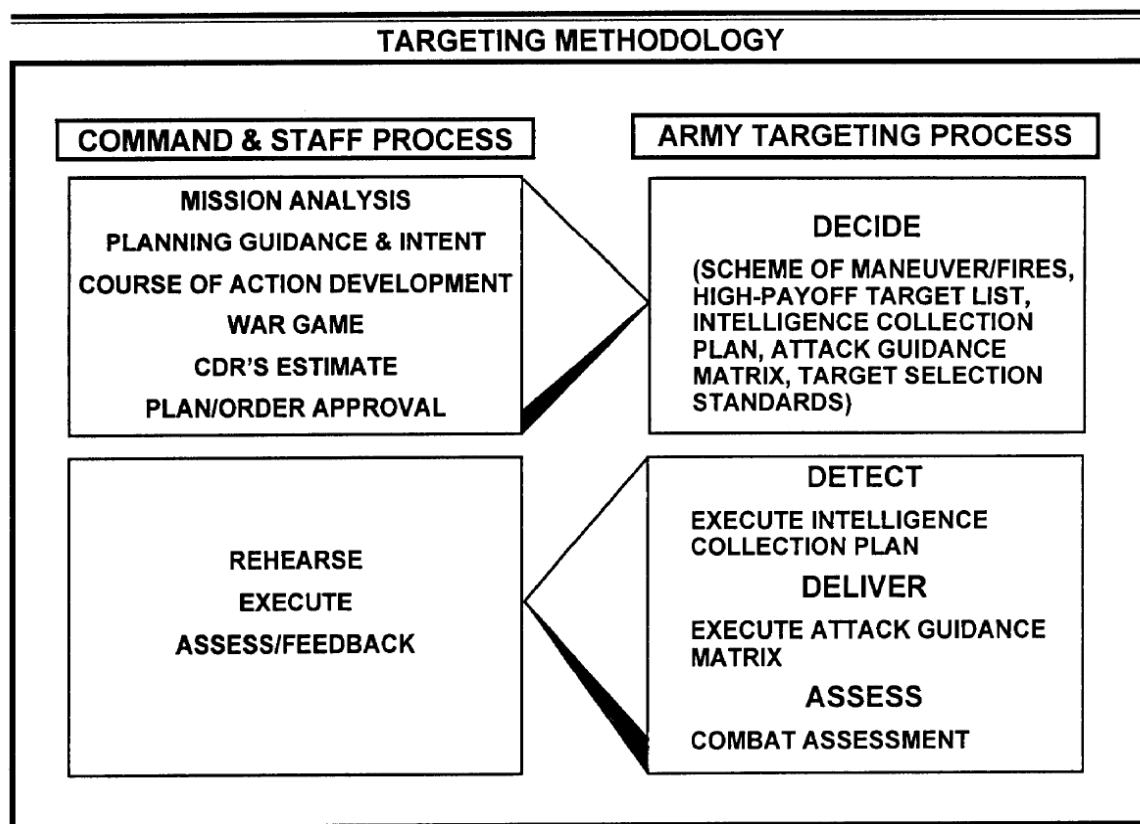 TARGETING METHODOLOGY
COMMAND & STAFF PROCESS
MISSION ANALYSIS
PLANNING GUIDANCE & INTENT
COURSE OF ACTION DEVELOPMENT
WAR GAME
CDR'S ESTIMATE
PLAN/ORDER APPROVAL
REHEARSE
EXECUTE
ASSESS/FEEDBACK
ARMY TARGETING PROCESS
DECIDE
(SCHEME OF MANEUVER/FIRES,
HIGH-PAYOFF TARGET LIST,
INTELLIGENCE COLLECTION
PLAN, ATTACK GUIDANCE
MATRIX, TARGET SELECTION
STANDARDS)
DETECT
EXECUTE INTELLIGENCE
COLLECTION PLAN
DELIVER
EXECUTE ATTACK GUIDANCE
MATRIX
ASSESS
COMBAT ASSESSMENT